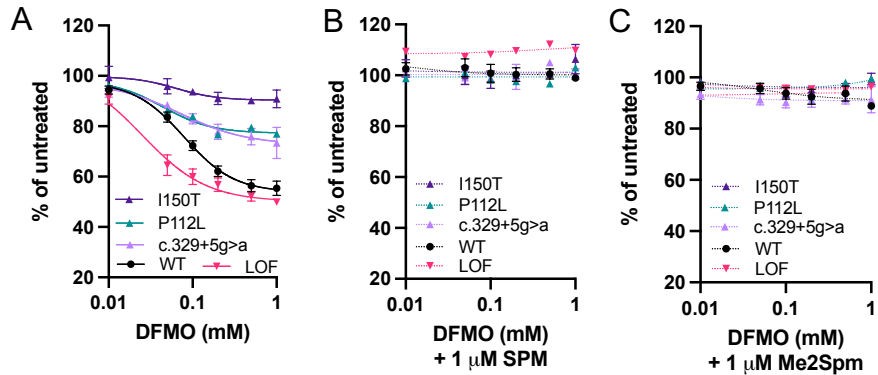 A
% of untreated
120
100
80
60
40
20
I150T
P112L
c.329+5g>a
WT
LOF
0.01
0.1
1
DFMO (mM)
B
% of untreated
120
100
80
60
40
20
I150T
P112L
c.329+5g>a
WT
LOF
0.01
0.1
1
DFMO (mM)
+ 1 μM SPM
C
% of untreated
120
100
80
60
40
20
I150T
P112L
c.329+5g>a
WT
LOF
0.01
0.1
1
DFMO (mM)
+ 1 μM Me2Spm